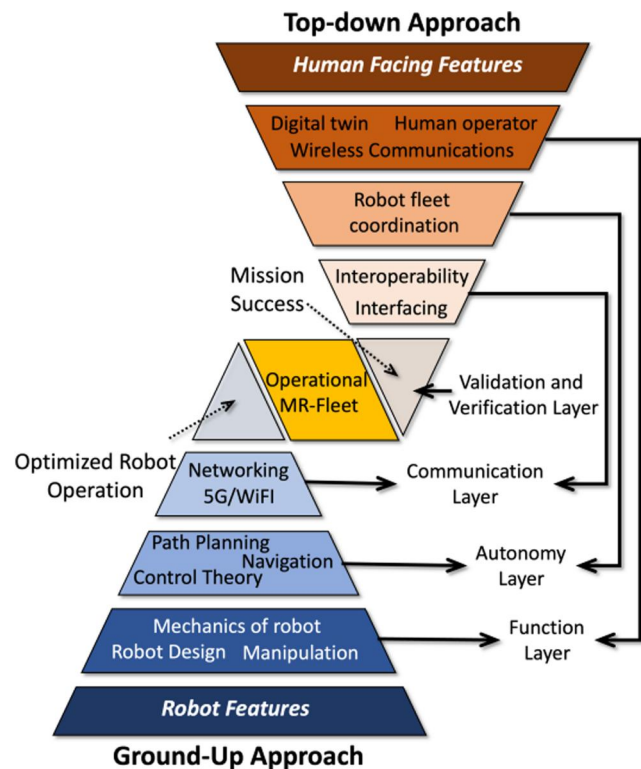 Top-down Approach
Human Facing Features
Digital twin Human operator
Wireless Communications
Robot fleet
coordination
Interoperability
Interfacing
Mission
Success
Operational
MR-Fleet
Validation and
Verification Layer
Optimized Robot
Operation
Networking
5G/WiFI
Communication
Layer
Path Planning
Navigation
Control Theory
Autonomy
Layer
Mechanics of robot
Robot Design Manipulation
Function
Layer
Robot Features
Ground-Up Approach